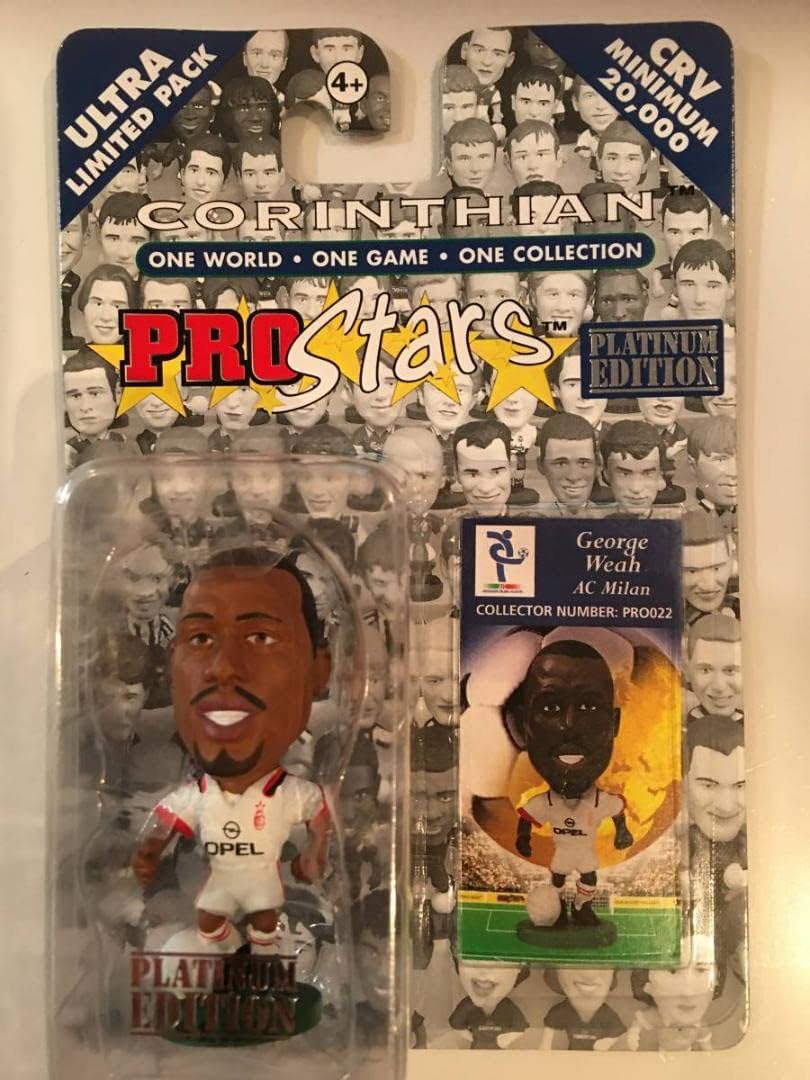 ULTRA
LIMITED PACK
4+
CRV
MINIMUM
20,000
CORINTHIAN™
ONE WORLD • ONE GAME • ONE COLLECTION
PROStars™
PLATINUM
EDITION
George
Weah
AC Milan
COLLECTOR NUMBER: PRO022
OPEL
OPEL
PLATINUM
EDITION